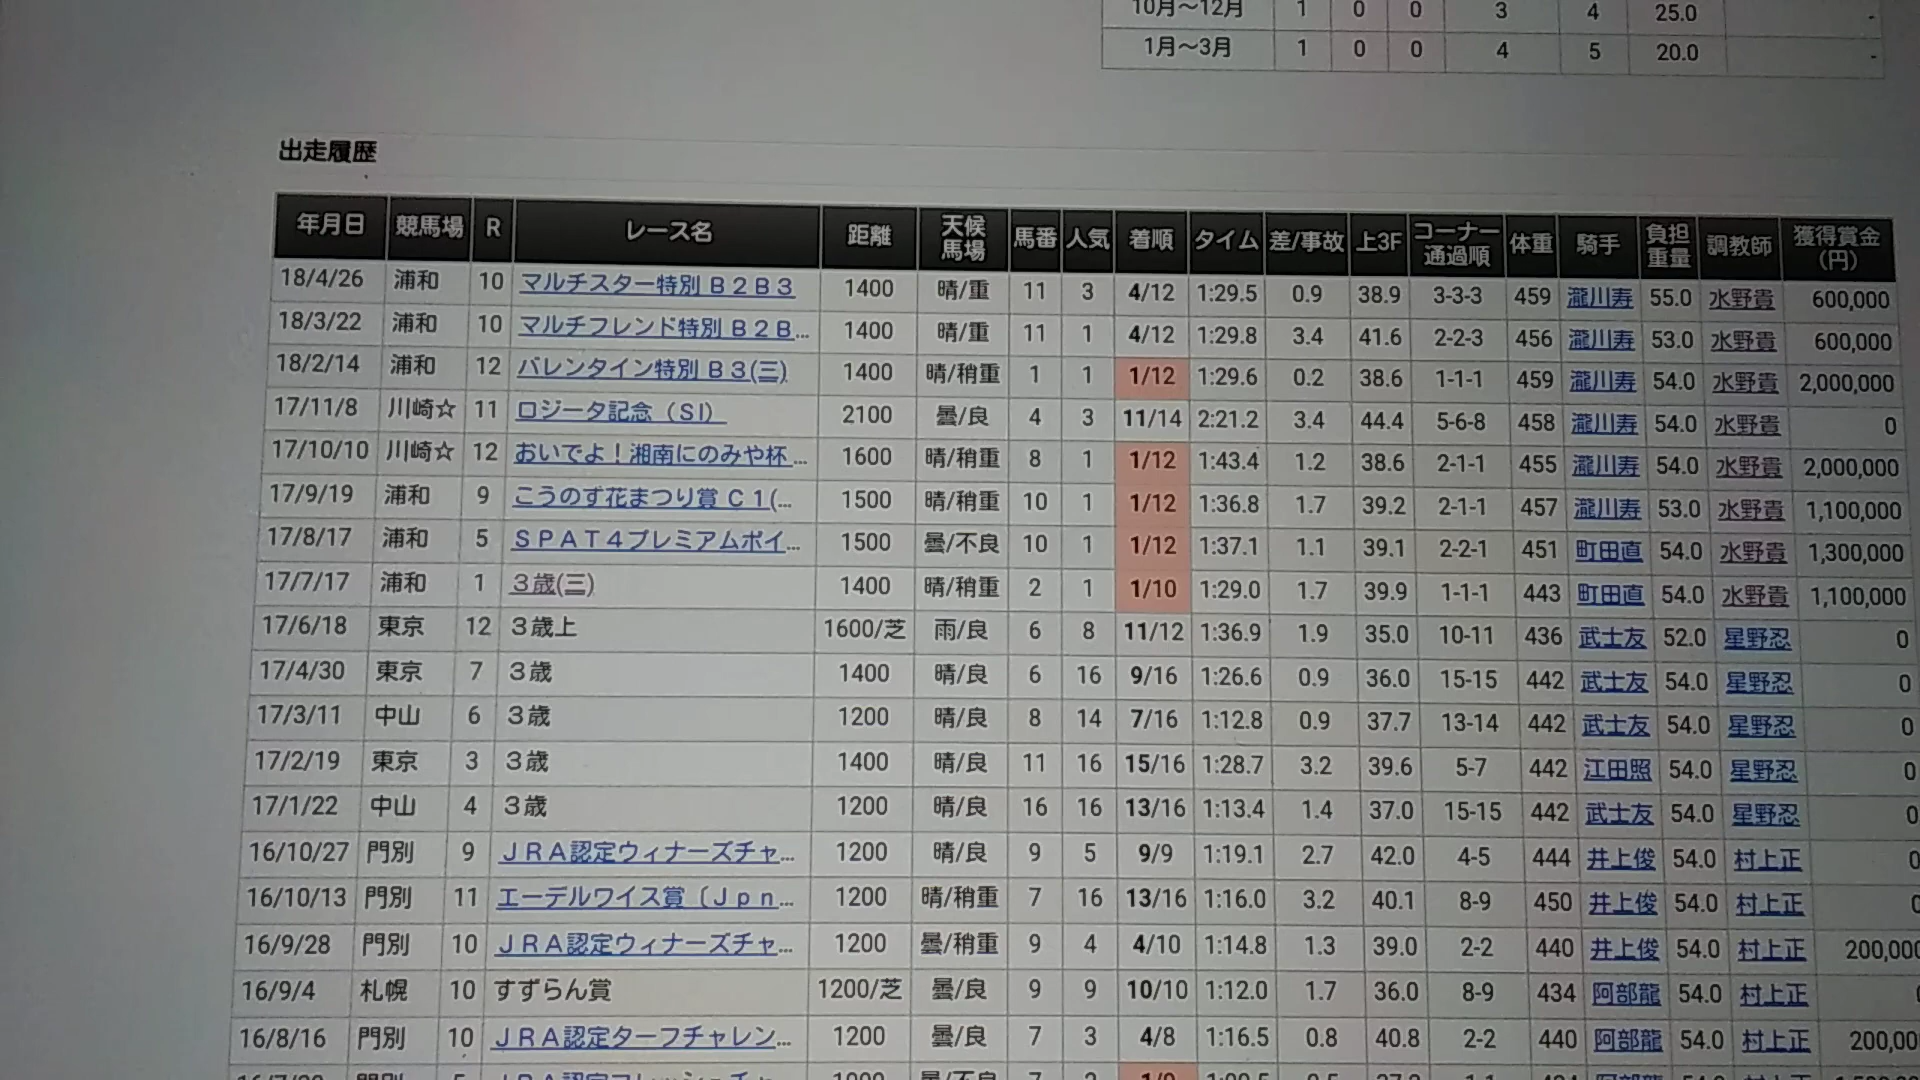 10月～12月 1 0 0 3 4 25.0 -
1月～3月 1 0 0 4 5 20.0 -
出走履歴
年月日 競馬場 R レース名 距離 天候馬場 馬番 人気 着順 タイム 差/事故 上3F コーナー通過順 体重 騎手 負担重量 調教師 獲得賞金(円)
18/4/26 浦和 10 マルチスター特別Ｂ２Ｂ３ 1400 晴/重 11 3 4/12 1:29.5 0.9 38.9 3-3-3 459 瀧川寿 55.0 水野貴 600,000
18/3/22 浦和 10 マルチフレンド特別Ｂ２Ｂ... 1400 晴/重 11 1 4/12 1:29.8 3.4 41.6 2-2-3 456 瀧川寿 53.0 水野貴 600,000
18/2/14 浦和 12 バレンタイン特別Ｂ３(三) 1400 晴/稍重 1 1 1/12 1:29.6 0.2 38.6 1-1-1 459 瀧川寿 54.0 水野貴 2,000,000
17/11/8 川崎☆ 11 ロジータ記念（ＳⅠ） 2100 曇/良 4 3 11/14 2:21.2 3.4 44.4 5-6-8 458 瀧川寿 54.0 水野貴 0
17/10/10 川崎☆ 12 おいでよ！湘南にのみや杯... 1600 晴/稍重 8 1 1/12 1:43.4 1.2 38.6 2-1-1 455 瀧川寿 54.0 水野貴 2,000,000
17/9/19 浦和 9 こうのす花まつり賞Ｃ１(... 1500 晴/稍重 10 1 1/12 1:36.8 1.7 39.2 2-1-1 457 瀧川寿 53.0 水野貴 1,100,000
17/8/17 浦和 5 ＳＰＡＴ４プレミアムポイ... 1500 曇/不良 10 1 1/12 1:37.1 1.1 39.1 2-2-1 451 町田直 54.0 水野貴 1,300,000
17/7/17 浦和 1 ３歳(三) 1400 晴/稍重 2 1 1/10 1:29.0 1.7 39.9 1-1-1 443 町田直 54.0 水野貴 1,100,000
17/6/18 東京 12 ３歳上 1600/芝 雨/良 6 8 11/12 1:36.9 1.9 35.0 10-11 436 武士友 52.0 星野忍 0
17/4/30 東京 7 ３歳 1400 晴/良 6 16 9/16 1:26.6 0.9 36.0 15-15 442 武士友 54.0 星野忍 0
17/3/11 中山 6 ３歳 1200 晴/良 8 14 7/16 1:12.8 0.9 37.7 13-14 442 武士友 54.0 星野忍 0
17/2/19 東京 3 ３歳 1400 晴/良 11 16 15/16 1:28.7 3.2 39.6 5-7 442 江田照 54.0 星野忍 0
17/1/22 中山 4 ３歳 1200 晴/良 16 16 13/16 1:13.4 1.4 37.0 15-15 442 武士友 54.0 星野忍 0
16/10/27 門別 9 ＪＲＡ認定ウィナーズチャ... 1200 晴/良 9 5 9/9 1:19.1 2.7 42.0 4-5 444 井上俊 54.0 村上正 0
16/10/13 門別 11 エーデルワイス賞（Ｊｐｎ... 1200 晴/稍重 7 16 13/16 1:16.0 3.2 40.1 8-9 450 井上俊 54.0 村上正 0
16/9/28 門別 10 ＪＲＡ認定ウィナーズチャ... 1200 曇/稍重 9 4 4/10 1:14.8 1.3 39.0 2-2 440 井上俊 54.0 村上正 200,000
16/9/4 札幌 10 すずらん賞 1200/芝 曇/良 9 9 10/10 1:12.0 1.7 36.0 8-9 434 阿部龍 54.0 村上正
16/8/16 門別 10 ＪＲＡ認定ターフチャレン... 1200 曇/良 7 3 4/8 1:16.5 0.8 40.8 2-2 440 阿部龍 54.0 村上正 200,00